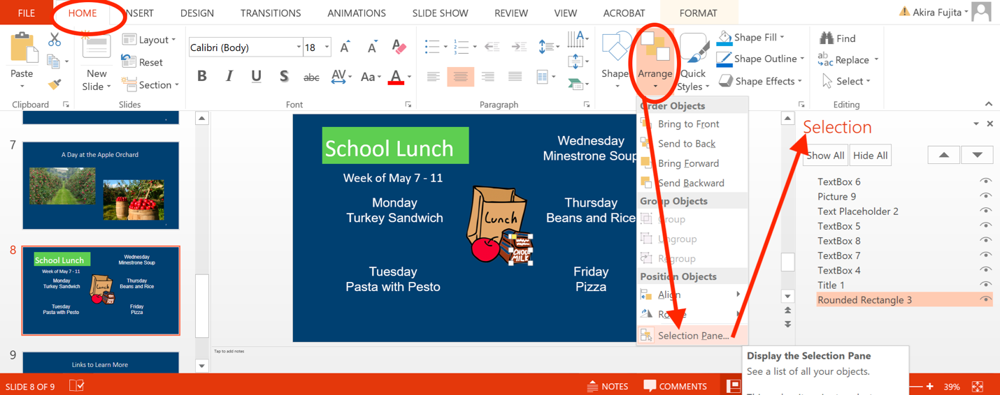 FILE HOME INSERT DESIGN TRANSITIONS ANIMATIONS SLIDE SHOW REVIEW VIEW ACROBAT FORMAT Akira Fujita
Paste
Clipboard
New
Slide
Layout
Reset
Section
Slides
Calibri (Body) 18
B I U S abc AV Aa A
Font
Paragraph
Shapes
Arrange
Quick
Styles
Shape Fill
Shape Outline
Shape Effects
Find
Replace
Select
Editing
7
A Day at the Apple Orchard
8
School Lunch
Week of May 7 - 11
Monday
Turkey Sandwich
Tuesday
Pasta with Pesto
Lunch
Wednesday
Minestrone Soup
Thursday
Beans and Rice
Friday
Pizza
9
Links to Learn More
School Lunch
Week of May 7 - 11
Monday
Turkey Sandwich
Tuesday
Pasta with Pesto
Lunch
CHOC
MILK
Wednesday
Minestrone Soup
Thursday
Beans and Rice
Friday
Pizza
Tap to add notes
Order Objects
Bring to Front
Send to Back
Bring Forward
Send Backward
Group Objects
Group
Ungroup
Regroup
Position Objects
Align
Rotate
Selection Pane...
Display the Selection Pane
See a list of all your objects.
Selection
Show All Hide All
TextBox 6
Picture 9
Text Placeholder 2
TextBox 5
TextBox 8
TextBox 7
TextBox 4
Title 1
Rounded Rectangle 3
SLIDE 8 OF 9 NOTES COMMENTS 39%